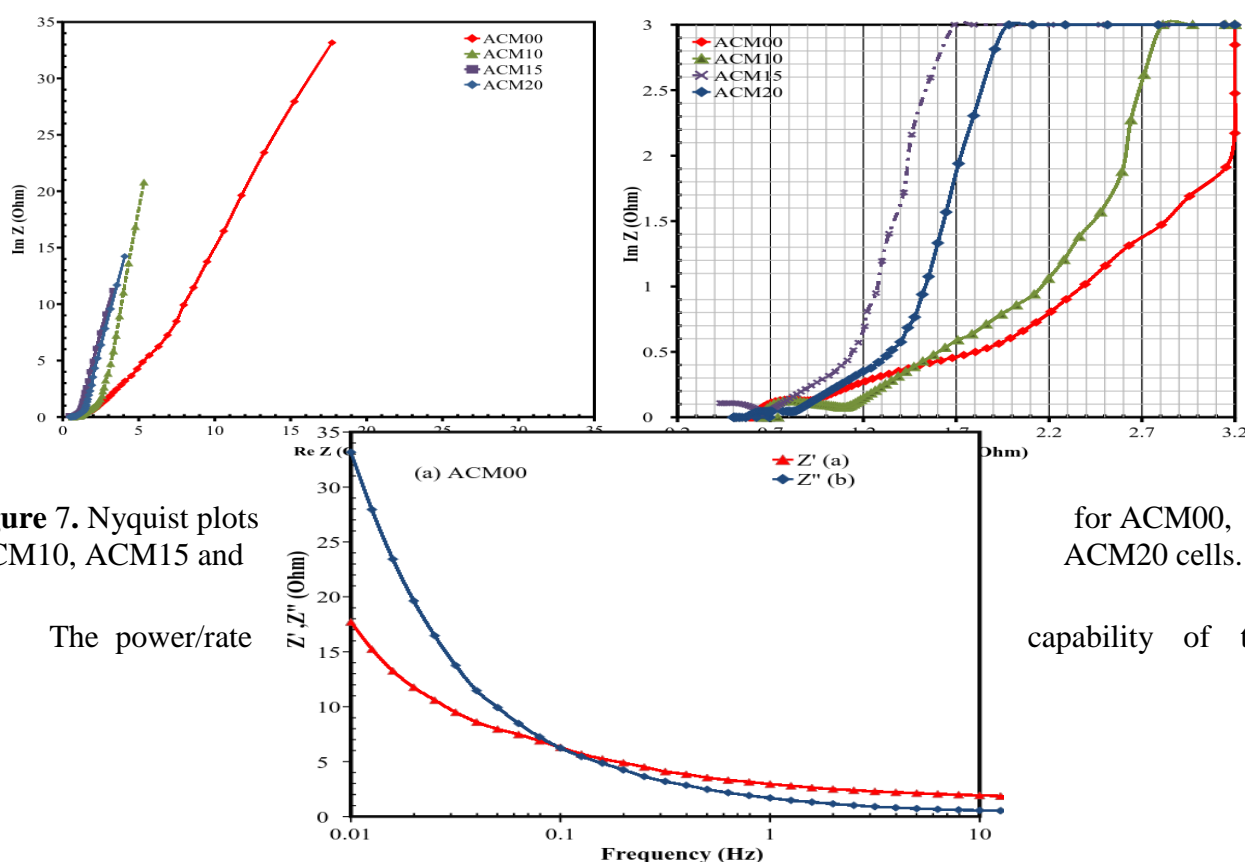 35
30
25
20
15
10
5
0
Im Z (Ohm)
ACM00
ACM10
ACM15
ACM20
0 5 10 15 20 25 30 35
Re Z (
3
2.5
2
1.5
1
0.5
0
Im Z (Ohm)
ACM00
ACM10
ACM15
ACM20
0.7 1.2 1.7 2.2 2.7 3.2
Ohm)
gure 7. Nyquist plots for ACM00,
CM10, ACM15 and ACM20 cells.
The power/rate capability of t
35
30
25
20
15
10
5
0
Z',Z'' (Ohm)
(a) ACM00
Z' (a)
Z'' (b)
0.01 0.1 1 10
Frequency (Hz)